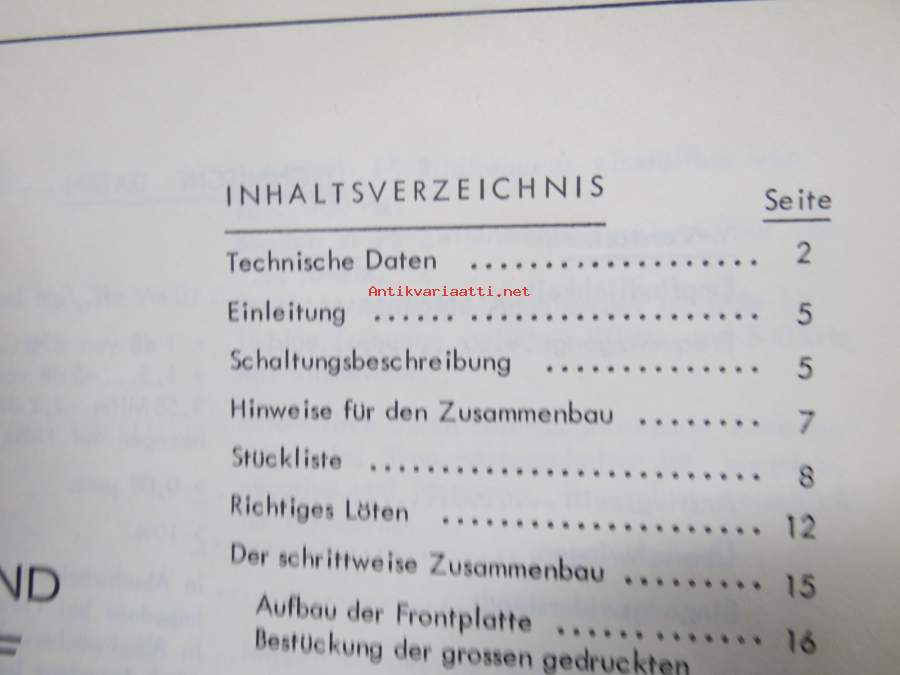 INHALTSVERZEICHNIS
Seite
Technische Daten .................... 2
Antikvariaatti.net
Einleitung .......................... 5
Schaltungsbeschreibung ............... 5
Hinweise für den Zusammenbau ........ 7
Stückliste ........................... 8
Richtiges Löten ...................... 12
Der schrittweise Zusammenbau ......... 15
Aufbau der Frontplatte .............. 16
Bestückung der grossen gedruckten
ND